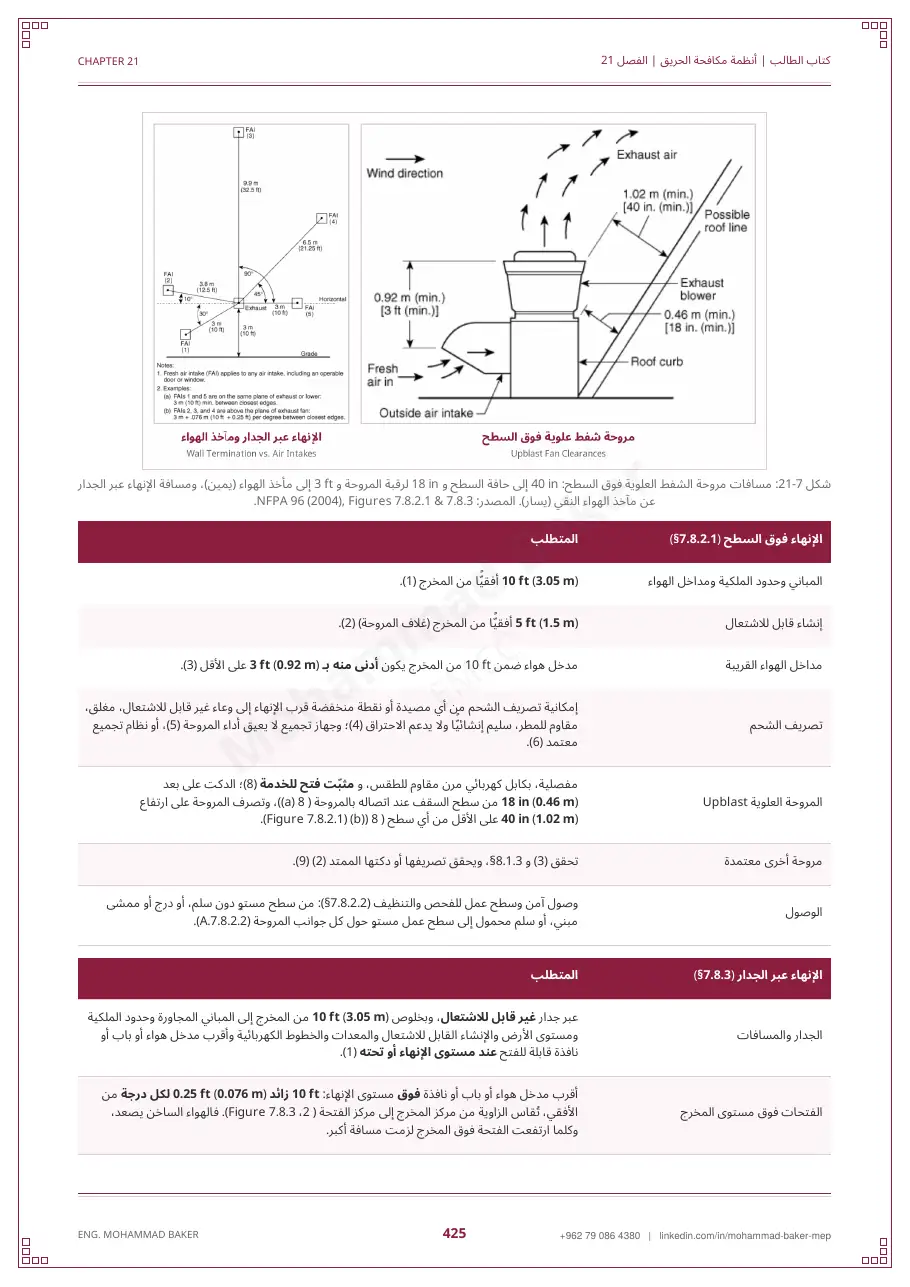 CHAPTER 21
كتاب الطالب | أنظمة مكافحة الحريق | الفصل 21
FAI
(3)
9.9 m
(32.5 ft)
FAI
(4)
6.5 m
(21.25 ft)
FAI
(2)
3.8 m
(12.5 ft)
90°
45°
10°
30°
Horizontal
Exhaust
3 m
(10 ft)
FAI
(5)
3 m
(10 ft)
3 m
(10 ft)
FAI
(1)
Grade
Notes:
1. Fresh air intake (FAI) applies to any air intake, including an operable
door or window.
2. Examples:
(a) FAIs 1 and 5 are on the same plane of exhaust or lower:
3 m (10 ft) min. between closest edges.
(b) FAIs 2, 3, and 4 are above the plane of exhaust fan:
3 m + .076 m (10 ft + 0.25 ft) per degree between closest edges.
الإنهاء عبر الجدار ومآخذ الهواء
Wall Termination vs. Air Intakes
Wind direction
Exhaust air
1.02 m (min.)
[40 in. (min.)]
Possible
roof line
Exhaust
blower
0.92 m (min.)
[3 ft (min.)]
0.46 m (min.)
[18 in. (min.)]
Roof curb
Fresh
air in
Outside air intake
مروحة شفط علوية فوق السطح
Upblast Fan Clearances
شكل 7-21: مسافات مروحة الشفط العلوية فوق السطح: 40 in إلى حافة السطح و 18 in لرقبة المروحة و 3 ft إلى مأخذ الهواء (يمين)، ومسافة الإنهاء عبر الجدار
عن مآخذ الهواء النقي (يسار). المصدر: NFPA 96 (2004), Figures 7.8.2.1 & 7.8.3.
الإنهاء فوق السطح (§7.8.2.1) المتطلب
المباني وحدود الملكية ومداخل الهواء 10 ft (3.05 m) أفقيًّا من المخرج (1).
إنشاء قابل للاشتعال 5 ft (1.5 m) أفقيًّا من المخرج (غلاف المروحة) (2).
مداخل الهواء القريبة مدخل هواء ضمن 10 ft من المخرج يكون أدنى منه بـ 3 ft (0.92 m) على الأقل (3).
تصريف الشحم إمكانية تصريف الشحم من أي مصيدة أو نقطة منخفضة قرب الإنهاء إلى وعاء غير قابل للاشتعال، مغلق،
مقاوم للمطر، سليم إنشائيًّا ولا يدعم الاحتراق (4)؛ وجهاز تجميع لا يعيق أداء المروحة (5)، أو نظام تجميع
معتمد (6).
المروحة العلوية Upblast مفصلية، بكابل كهربائي مرن مقاوم للطقس، و مثبّت فتح للخدمة (8)؛ الدكت على بعد
18 in (0.46 m) من سطح السقف عند اتصاله بالمروحة ( 8 (a))، وتصرف المروحة على ارتفاع
40 in (1.02 m) على الأقل من أي سطح ( 8 (b)) (Figure 7.8.2.1).
مروحة أخرى معتمدة تحقق (3) و §8.1.3، ويحقق تصريفها أو دكتها الممتد (2) (9).
الوصول وصول آمن وسطح عمل للفحص والتنظيف (§7.8.2.2): من سطح مستوٍ دون سلم، أو درج أو ممشى
مبني، أو سلم محمول إلى سطح عمل مستوٍ حول كل جوانب المروحة (A.7.8.2.2).
الإنهاء عبر الجدار (§7.8.3) المتطلب
الجدار والمسافات عبر جدار غير قابل للاشتعال، وبخلوص 10 ft (3.05 m) من المخرج إلى المباني المجاورة وحدود الملكية
ومستوى الأرض والإنشاء القابل للاشتعال والمعدات والخطوط الكهربائية وأقرب مدخل هواء أو باب أو
نافذة قابلة للفتح عند مستوى الإنهاء أو تحته (1).
الفتحات فوق مستوى المخرج أقرب مدخل هواء أو باب أو نافذة فوق مستوى الإنهاء: 10 ft زائد 0.25 ft (0.076 m) لكل درجة من
الأفقي، تُقاس الزاوية من مركز المخرج إلى مركز الفتحة ( 2، Figure 7.8.3). فالهواء الساخن يصعد،
وكلما ارتفعت الفتحة فوق المخرج لزمت مسافة أكبر.
ENG. MOHAMMAD BAKER
425
+962 79 086 4380 | linkedin.com/in/mohammad-baker-mep